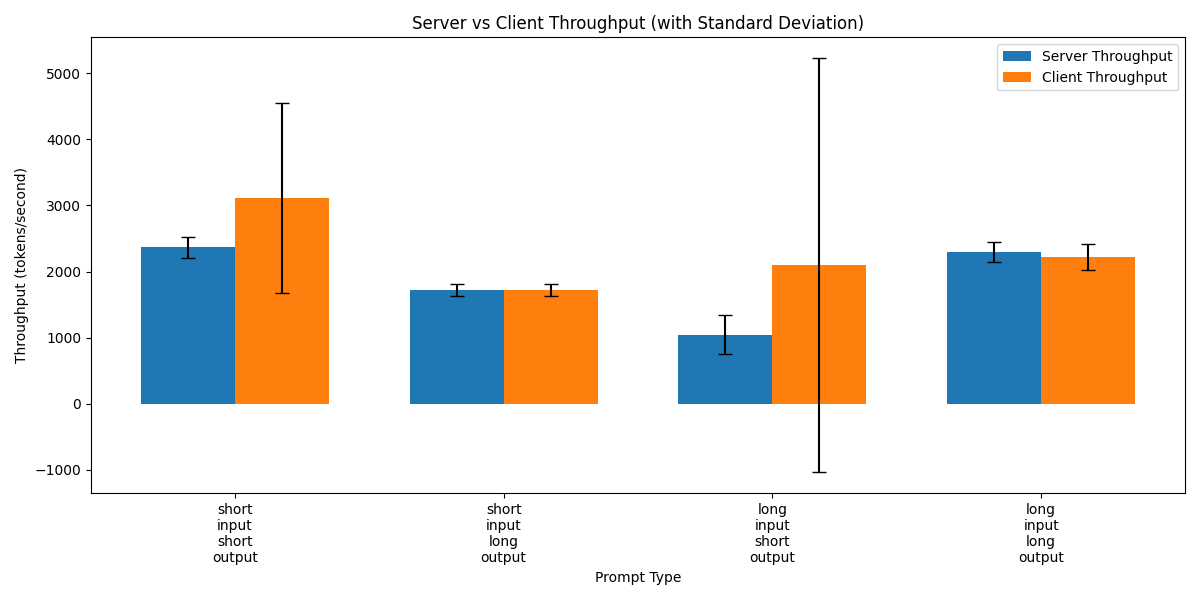 Server vs Client Throughput (with Standard Deviation)
Server Throughput
Client Throughput
Throughput (tokens/second)
5000
4000
3000
2000
1000
0
−1000
short
input
short
output
short
input
long
output
long
input
short
output
long
input
long
output
Prompt Type